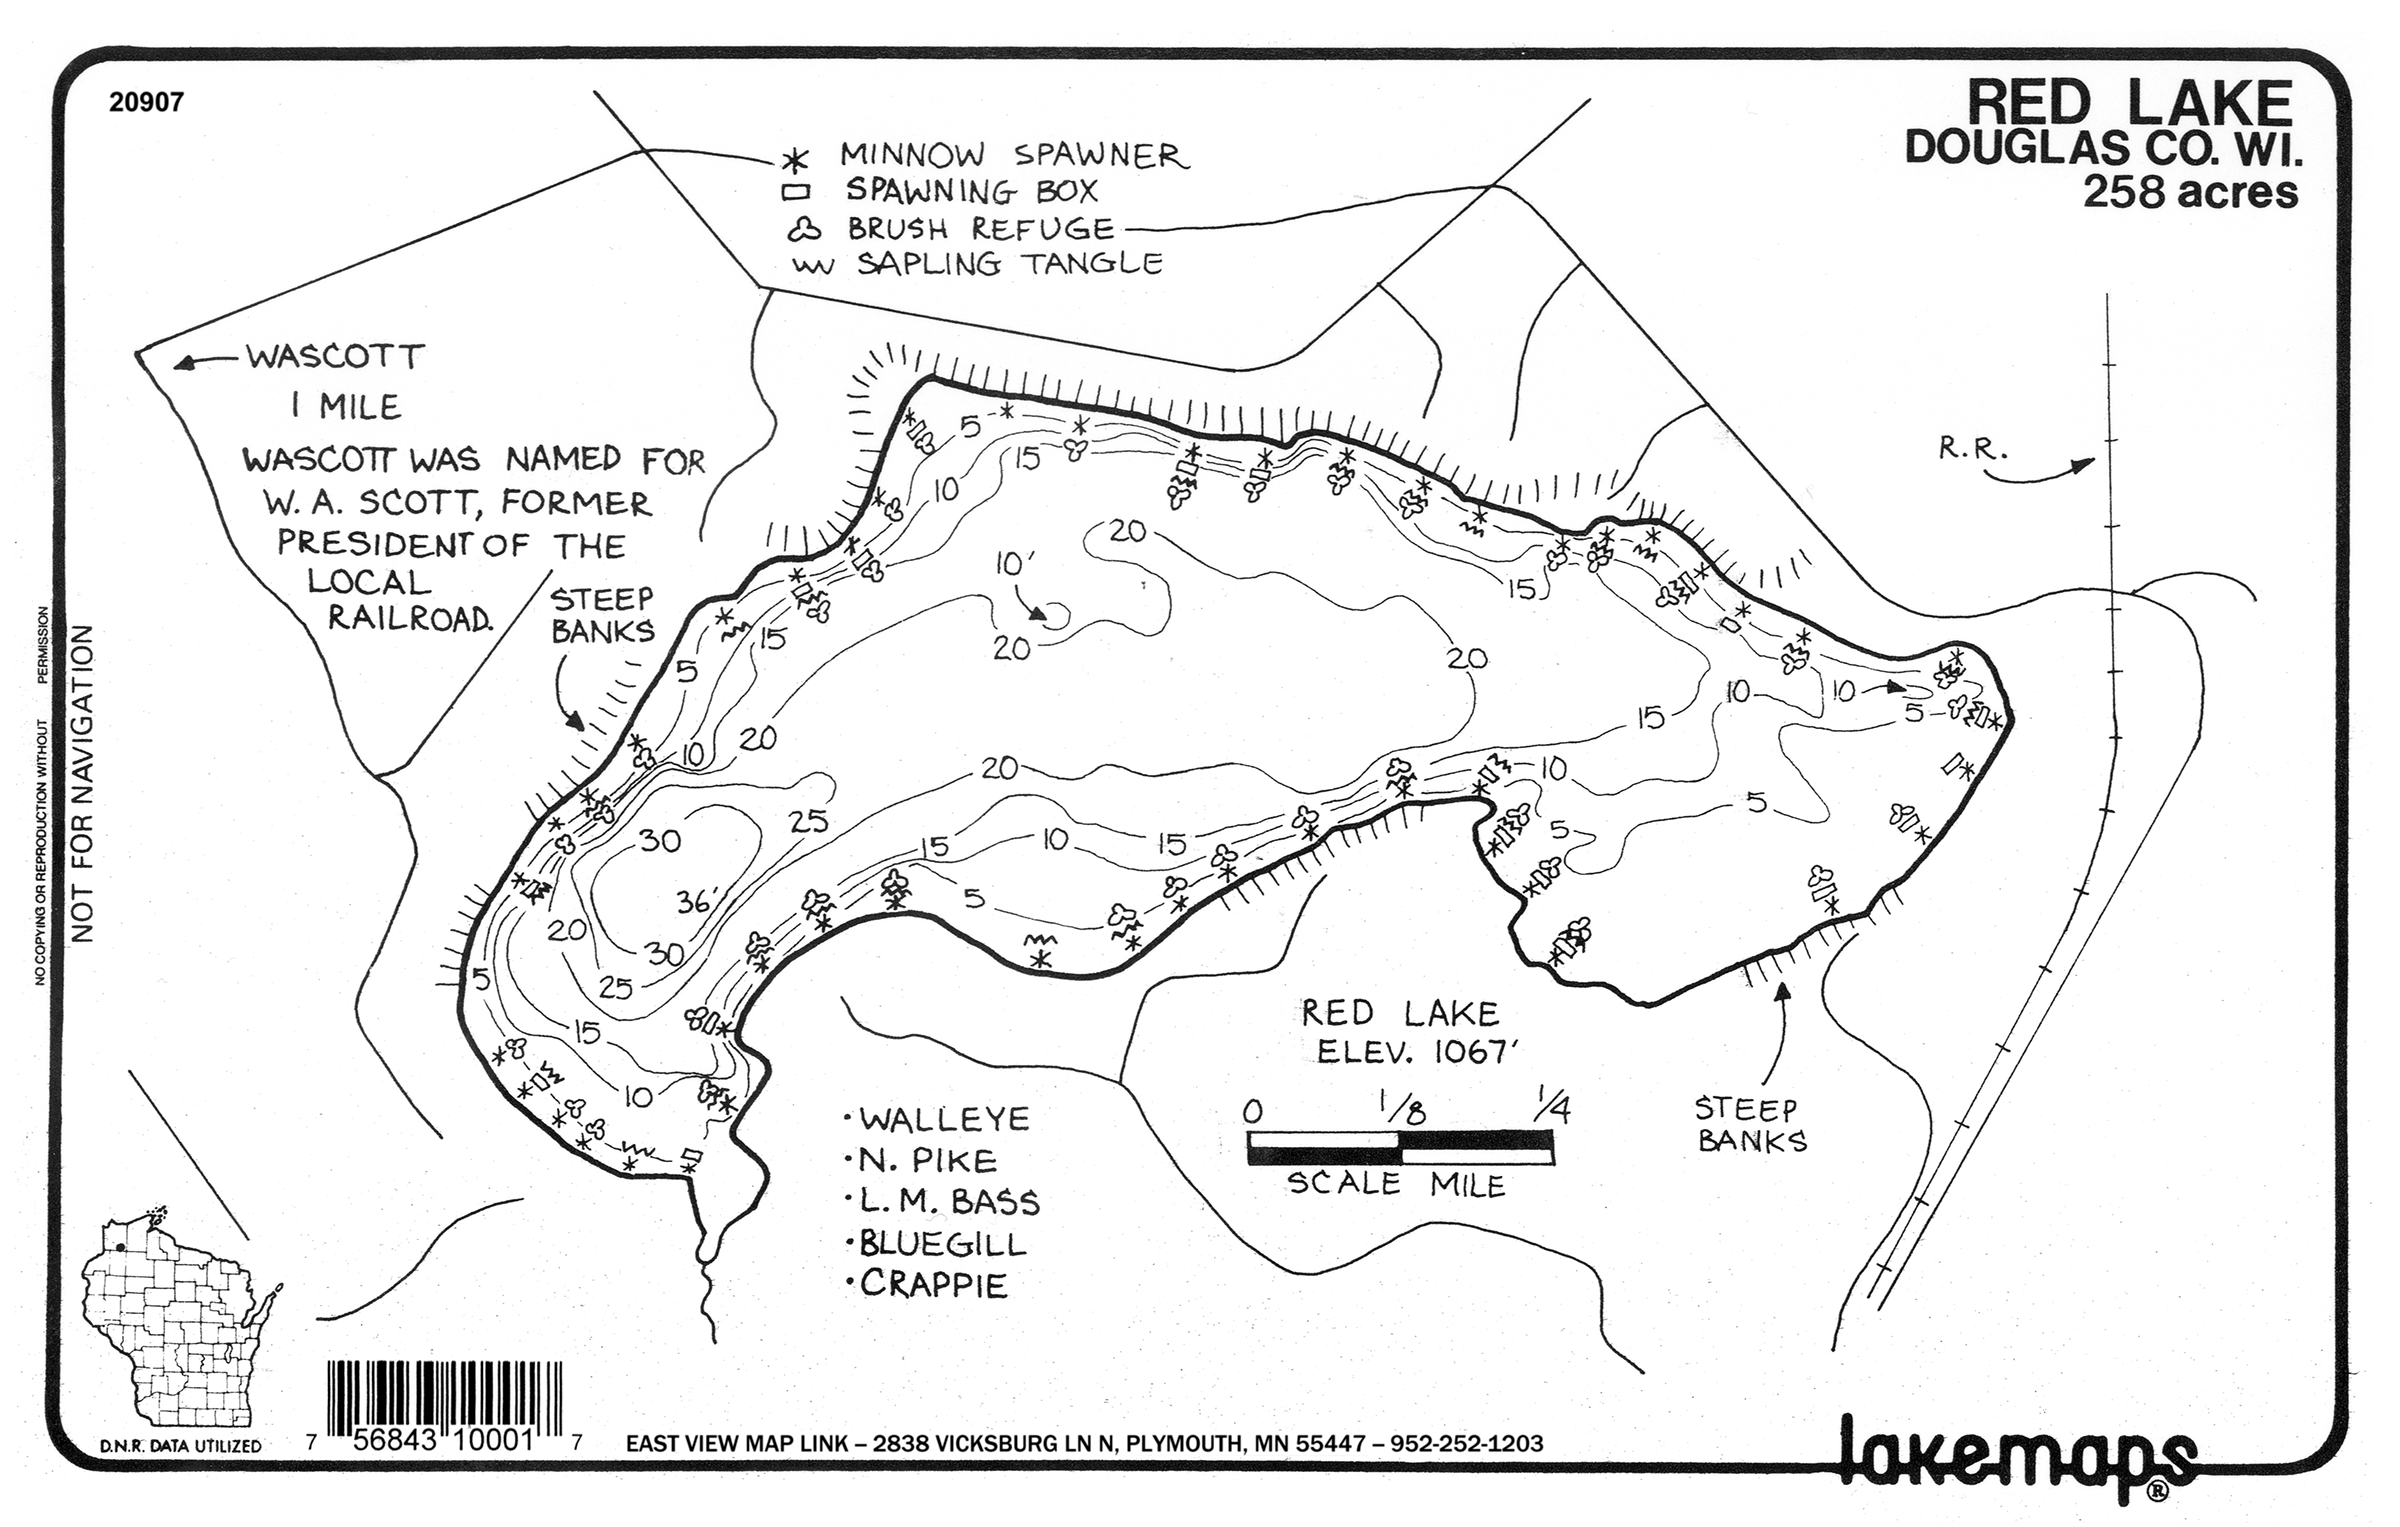 20907
RED LAKE
DOUGLAS CO. WI.
258 acres
MINNOW SPAWNER
SPAWNING BOX
BRUSH REFUGE
SAPLING TANGLE
WASCOTT
1 MILE
WASCOTT WAS NAMED FOR
W. A. SCOTT, FORMER
PRESIDENT OF THE
LOCAL
RAILROAD.
STEEP
BANKS
R.R.
5
15
10
20
10'
20
15
15
5
20
10
10
15
5
10
20
20
10
25
5
5
30
15
10
15
36'
5
20
30
5
25
15
10
RED LAKE
ELEV. 1067'
0 1/8 1/4
SCALE MILE
STEEP
BANKS
·WALLEYE
·N. PIKE
·L. M. BASS
·BLUEGILL
·CRAPPIE
NOT FOR NAVIGATION
NO COPYING OR REPRODUCTION WITHOUT PERMISSION
D.N.R. DATA UTILIZED
7 56843 10001 7
EAST VIEW MAP LINK – 2838 VICKSBURG LN N, PLYMOUTH, MN 55447 – 952-252-1203
lakemaps®